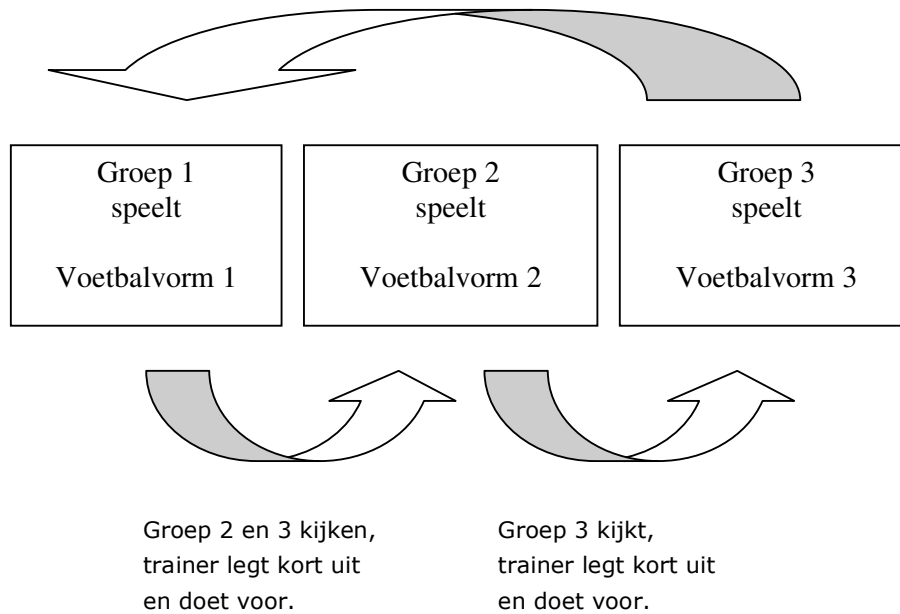 Groep 1
speelt
Voetbalvorm 1
Groep 2
speelt
Voetbalvorm 2
Groep 3
speelt
Voetbalvorm 3
Groep 2 en 3 kijken,
trainer legt kort uit
en doet voor.
Groep 3 kijkt,
trainer legt kort uit
en doet voor.